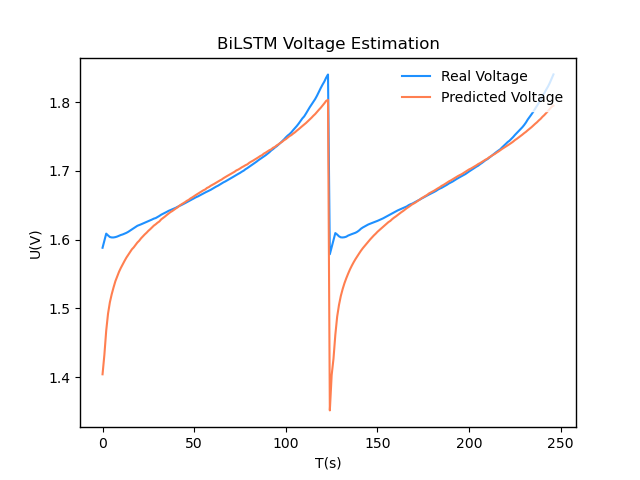 BiLSTM Voltage Estimation
Real Voltage
Predicted Voltage
1.8
1.7
1.6
1.5
1.4
U(V)
0 50 100 150 200 250
T(s)